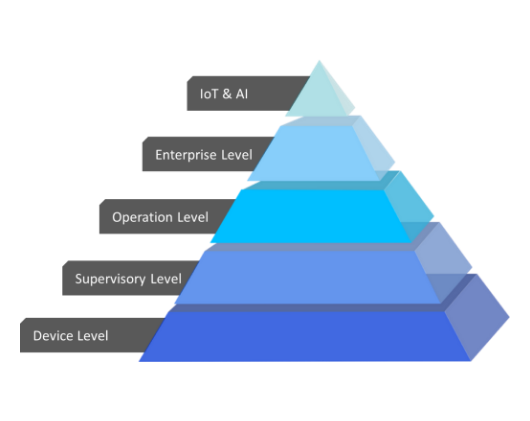 IoT & AI
Enterprise Level
Operation Level
Supervisory Level
Device Level